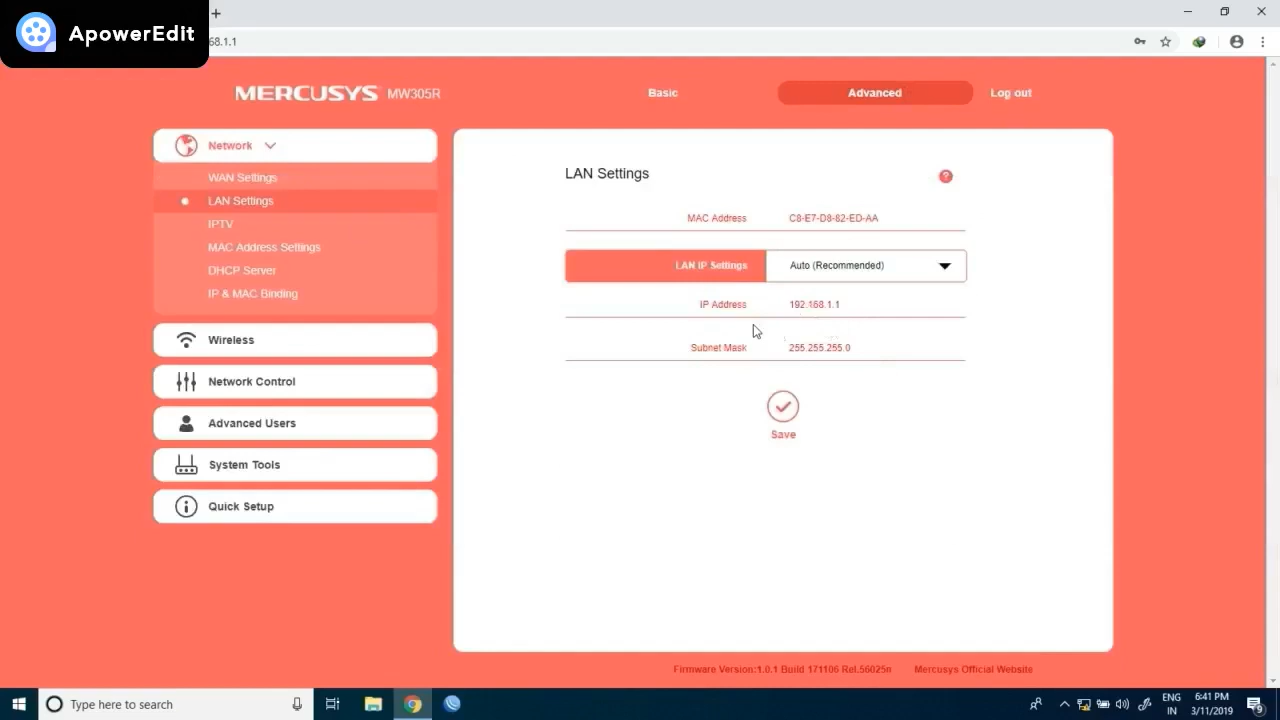 ApowerEdit
68.1.1
MERCUSYS MW305R
Basic
Advanced
Log out
Network
WAN Settings
LAN Settings
IPTV
MAC Address Settings
DHCP Server
IP & MAC Binding
Wireless
Network Control
Advanced Users
System Tools
Quick Setup
LAN Settings
?
MAC Address C8-E7-D8-82-ED-AA
LAN IP Settings Auto (Recommended)
IP Address 192.168.1.1
Subnet Mask 255.255.255.0
Save
Firmware Version:1.0.1 Build 171106 Rel.56025n Mercusys Official Website
Type here to search
ENG
IN
6:41 PM
3/11/2019
9